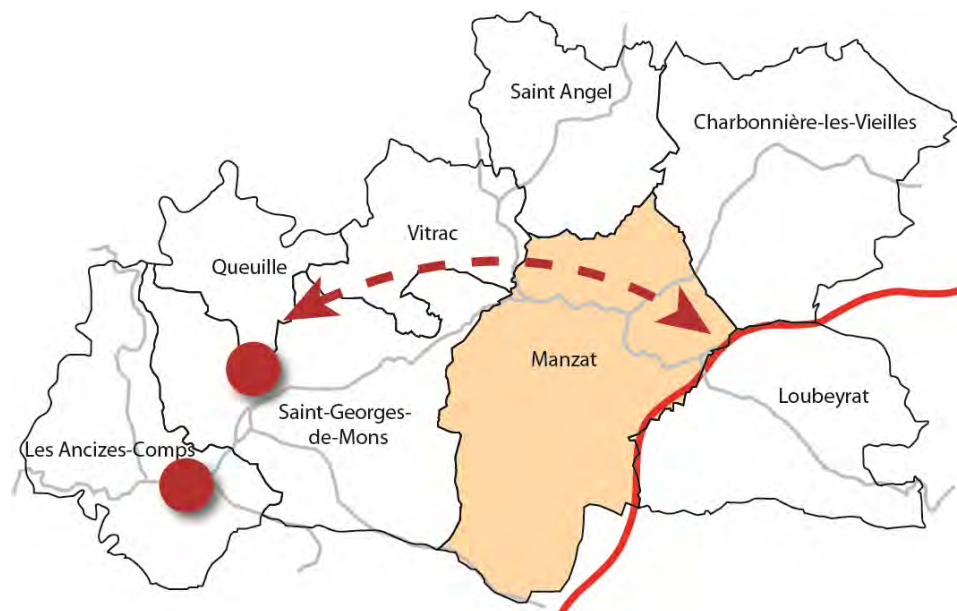 Saint Angel
Charbonnière-les-Vieilles
Vitrac
Queuille
Manzat
Loubeyrat
Saint-Georges-
de-Mons
Les Ancizes-Comps